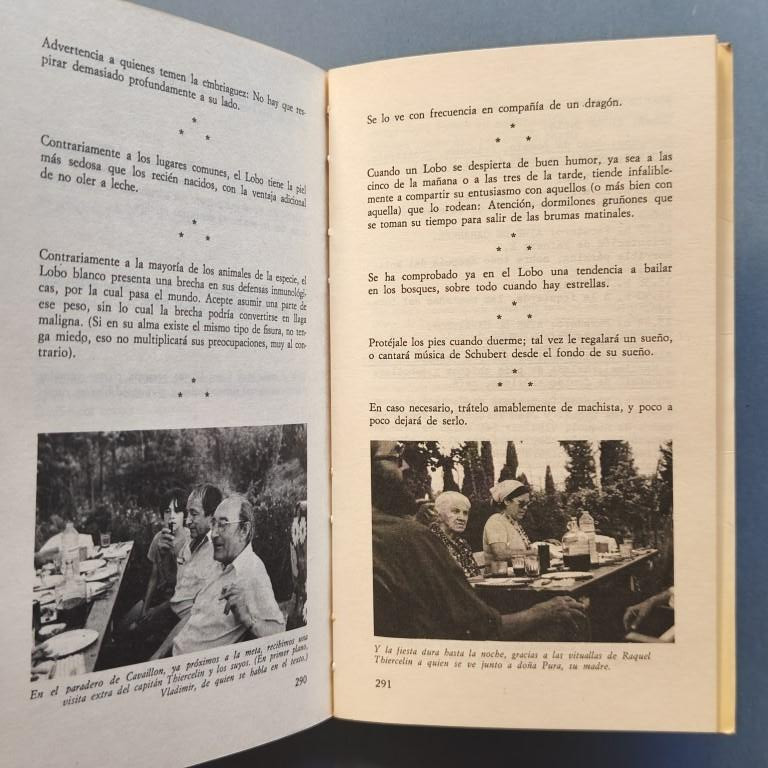 Advertencia a quienes temen la embriaguez: No hay que res-
pirar demasiado profundamente a su lado.
*
* *
Contrariamente a los lugares comunes, el Lobo tiene la piel
más sedosa que los recién nacidos, con la ventaja adicional
de no oler a leche.
*
* *
Contrariamente a la mayoría de los animales de la especie, el
Lobo blanco presenta una brecha en sus defensas inmunológi-
cas, por la cual pasa el mundo. Acepte asumir una parte de
ese peso, sin lo cual la brecha podría convertirse en llaga
maligna. (Si en su alma existe el mismo tipo de fisura, no ten-
ga miedo, eso no multiplicará sus preocupaciones, muy al con-
trario).
*
* *
En el paradero de Cavaillon, ya próximos a la meta, recibimos una
visita extra del capitán Thiercelin y los suyos. (En primer plano,
Vladimir, de quien se habla en el texto.)
290
Se lo ve con frecuencia en compañía de un dragón.
*
* *
Cuando un Lobo se despierta de buen humor, ya sea a las
cinco de la mañana o a las tres de la tarde, tiende infalible-
mente a compartir su entusiasmo con aquellos (o más bien con
aquella) que lo rodean: Atención, dormilones gruñones que
se toman su tiempo para salir de las brumas matinales.
*
* *
Se ha comprobado ya en el Lobo una tendencia a bailar
en los bosques, sobre todo cuando hay estrellas.
*
* *
Protéjale los pies cuando duerme; tal vez le regalará un sueño,
o cantará música de Schubert desde el fondo de su sueño.
*
* *
En caso necesario, trátelo amablemente de machista, y poco a
poco dejará de serlo.
Y la fiesta dura hasta la noche, gracias a las vituallas de Raquel
Thiercelin a quien se ve junto a doña Pura, su madre.
291